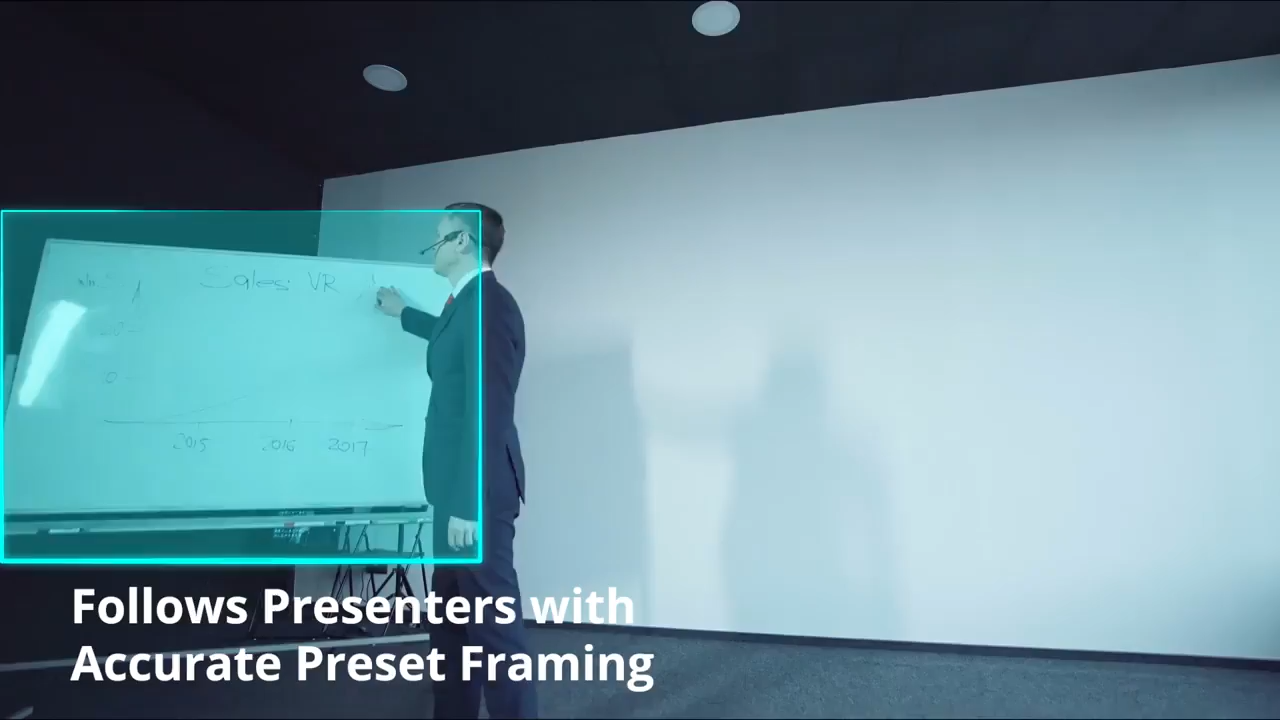 Sales VR
2015 2016 2017
Follows Presenters with
Accurate Preset Framing